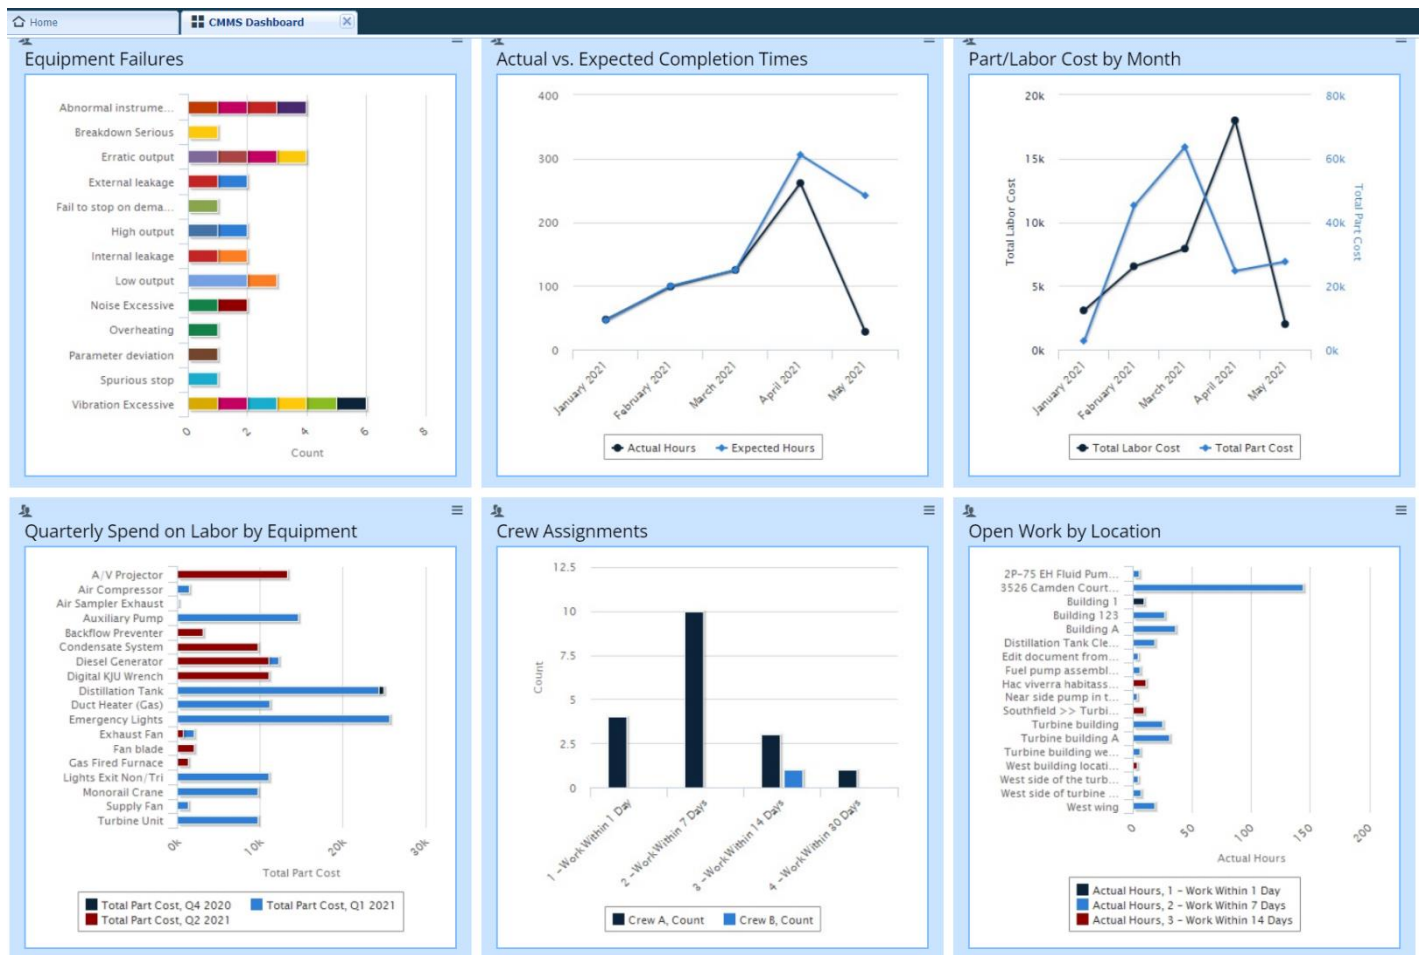 Home
CMMS Dashboard
Equipment Failures
Abnormal instrume...
Breakdown Serious
Erratic output
External leakage
Fail to stop on dema...
High output
Internal leakage
Low output
Noise Excessive
Overheating
Parameter deviation
Spurious stop
Vibration Excessive
0 2 4 6 8
Count
Actual vs. Expected Completion Times
400
300
200
100
0
January 2021 February 2021 March 2021 April 2021 May 2021
Actual Hours Expected Hours
Part/Labor Cost by Month
20k 80k
15k 60k
10k 40k
5k 20k
0k 0k
Total Labor Cost
Total Part Cost
January 2021 February 2021 March 2021 April 2021 May 2021
Total Labor Cost Total Part Cost
Quarterly Spend on Labor by Equipment
A/V Projector
Air Compressor
Air Sampler Exhaust
Auxiliary Pump
Backflow Preventer
Condensate System
Diesel Generator
Digital KJU Wrench
Distillation Tank
Duct Heater (Gas)
Emergency Lights
Exhaust Fan
Fan blade
Gas Fired Furnace
Lights Exit Non/Tri
Monorail Crane
Supply Fan
Turbine Unit
0k 10k 20k 30k
Total Part Cost
Total Part Cost, Q4 2020 Total Part Cost, Q1 2021
Total Part Cost, Q2 2021
Crew Assignments
12.5
10
7.5
5
2.5
0
Count
1 - Work Within 1 Day 2 - Work Within 7 Days 3 - Work Within 14 Days 4 - Work Within 30 Days
Crew A, Count Crew B, Count
Open Work by Location
2P-75 EH Fluid Pum...
3526 Camden Court...
Building 1
Building 123
Building A
Distillation Tank Cle...
Edit document from...
Fuel pump assembl...
Hac viverra habitass...
Near side pump in t...
Southfield >> Turbi...
Turbine building
Turbine building A
Turbine building we...
West building locati...
West side of the turb...
West side of turbine ...
West wing
0 50 100 150 200
Actual Hours
Actual Hours, 1 - Work Within 1 Day
Actual Hours, 2 - Work Within 7 Days
Actual Hours, 3 - Work Within 14 Days